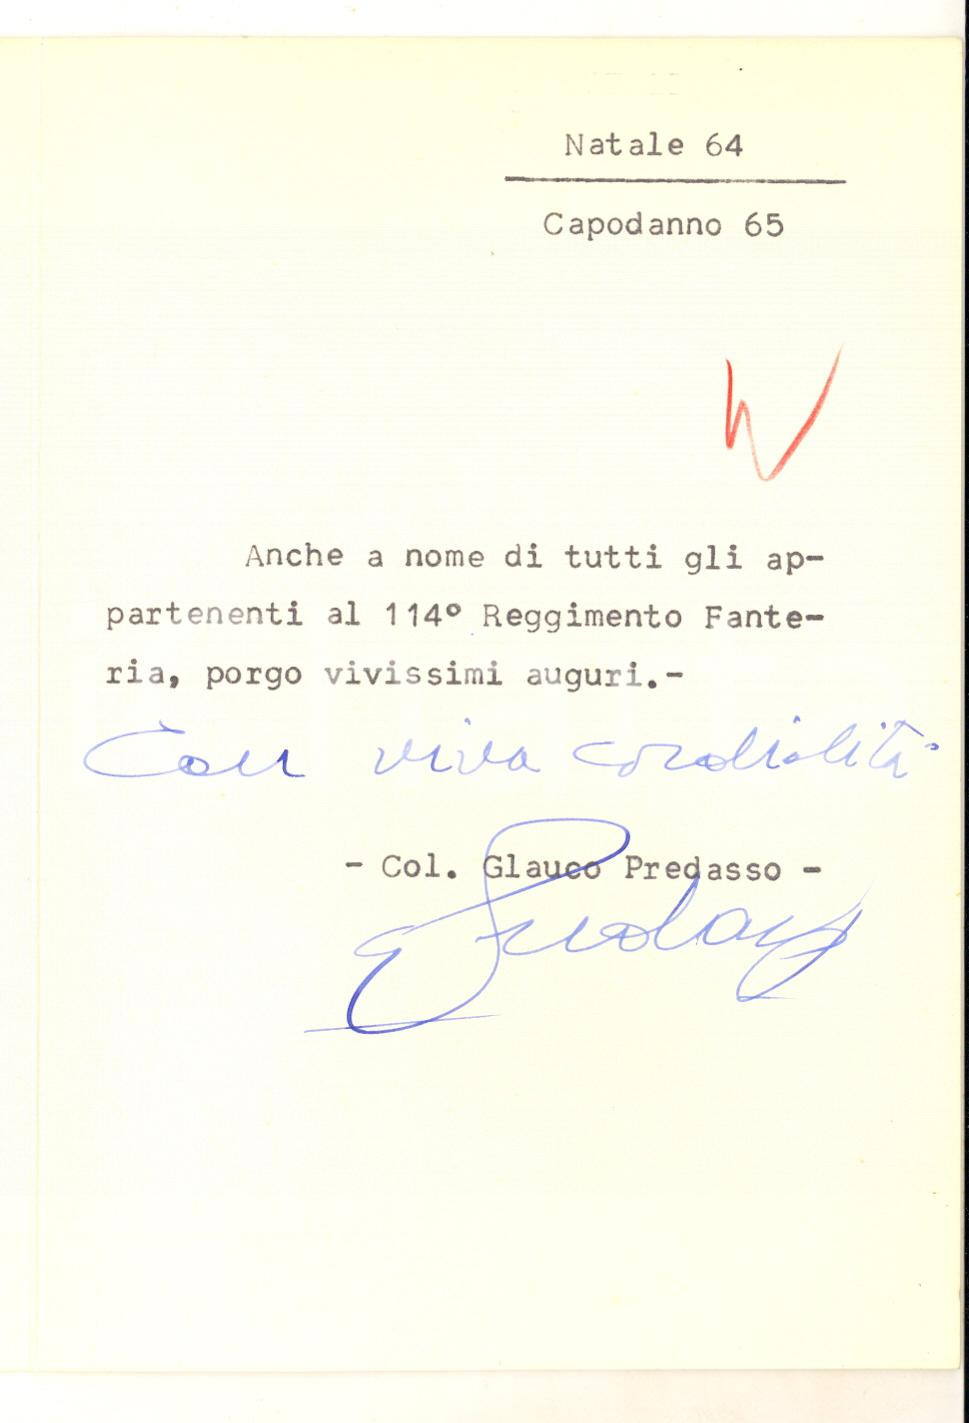 Natale 64
Capodanno 65
Anche a nome di tutti gli ap-
partenenti al 114° Reggimento Fante-
ria, porgo vivissimi auguri.-
Con viva cordialità
- Col. Glauco Predasso -